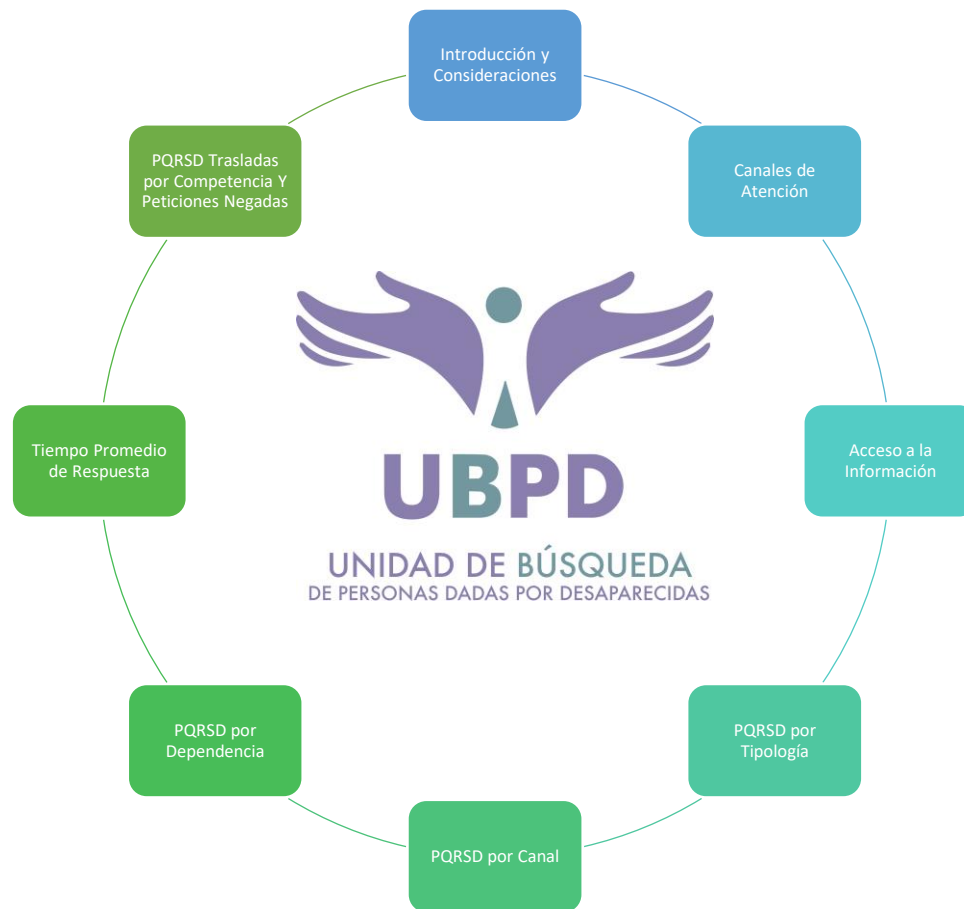 Introducción y
Consideraciones
Canales de
Atención
Acceso a la
Información
PQRSD por
Tipología
PQRSD por Canal
PQRSD por
Dependencia
Tiempo Promedio
de Respuesta
PQRSD Trasladas
por Competencia Y
Peticiones Negadas
UBPD
UNIDAD DE BÚSQUEDA
DE PERSONAS DADAS POR DESAPARECIDAS